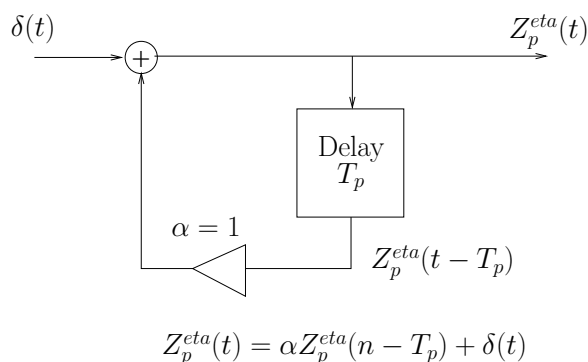 δ(t)
Z_p^{eta}(t)
+
Delay
T_p
α = 1
Z_p^{eta}(t − T_p)
Z_p^{eta}(t) = αZ_p^{eta}(n − T_p) + δ(t)